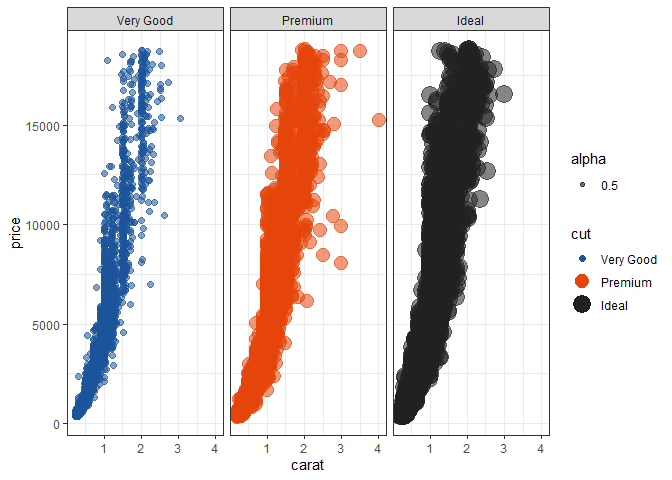 Very Good Premium Ideal
price
15000
10000
5000
0
1 2 3 4 1 2 3 4 1 2 3 4
carat
alpha
0.5
cut
Very Good
Premium
Ideal